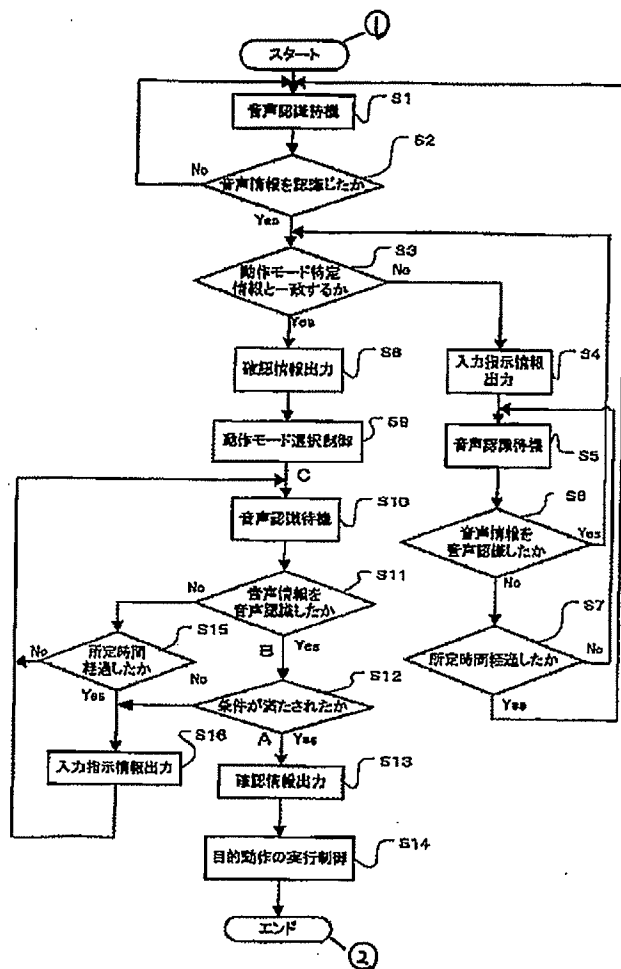 ①
スタート
音声認識待機
S1
S2
No
音声情報を認識したか
Yes
S3
動作モード特定
情報と一致するか
No
Yes
S8
確認情報出力
S4
入力指示情報
出力
S9
動作モード選択制御
音声認識待機
S5
C
S10
音声認識待機
S6
音声情報を
音声認識したか
Yes
No
S11
No
音声情報を
音声認識したか
Yes
B
S7
所定時間経過したか
No
Yes
S15
No
所定時間
経過したか
Yes
S12
No
条件が満たされたか
A
Yes
S16
入力指示情報出力
S13
確認情報出力
S14
目的動作の実行制御
エンド
②